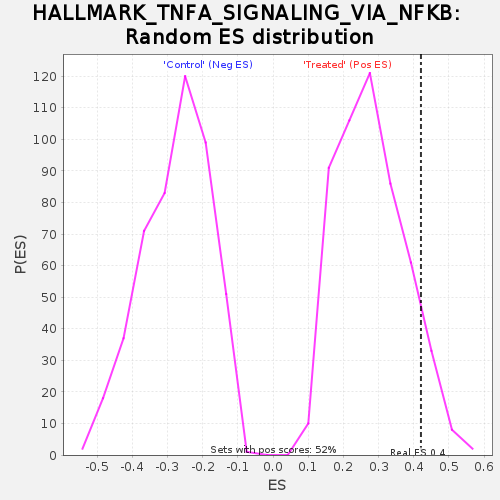 HALLMARK_TNFA_SIGNALING_VIA_NFKB:
Random ES distribution
'Control' (Neg ES)
'Treated' (Pos ES)
P(ES)
120
110
100
90
80
70
60
50
40
30
20
10
0
Sets with pos scores: 52%
Real ES 0.4
-0.5 -0.4 -0.3 -0.2 -0.1 0.0 0.1 0.2 0.3 0.4 0.5 0.6
ES